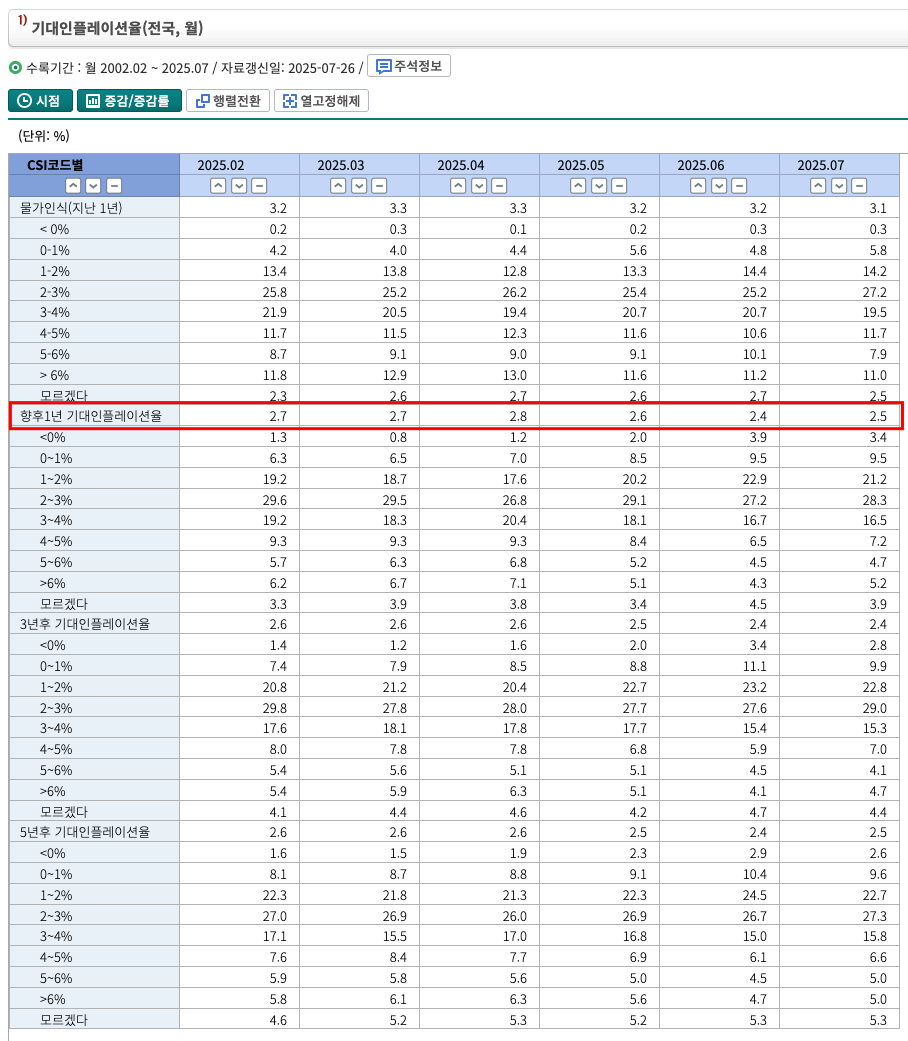 1) 기대인플레이션율(전국, 월)
수록기간 : 월 2002.02 ~ 2025.07 / 자료갱신일: 2025-07-26 / 주석정보
시점 증감/증감률 행렬전환 열고정해제
(단위: %)
CSI코드별 2025.02 2025.03 2025.04 2025.05 2025.06 2025.07
물가인식(지난 1년) 3.2 3.3 3.3 3.2 3.2 3.1
< 0% 0.2 0.3 0.1 0.2 0.3 0.3
0-1% 4.2 4.0 4.4 5.6 4.8 5.8
1-2% 13.4 13.8 12.8 13.3 14.4 14.2
2-3% 25.8 25.2 26.2 25.4 25.2 27.2
3-4% 21.9 20.5 19.4 20.7 20.7 19.5
4-5% 11.7 11.5 12.3 11.6 10.6 11.7
5-6% 8.7 9.1 9.0 9.1 10.1 7.9
> 6% 11.8 12.9 13.0 11.6 11.2 11.0
모르겠다 2.3 2.6 2.7 2.6 2.7 2.5
향후1년 기대인플레이션율 2.7 2.7 2.8 2.6 2.4 2.5
<0% 1.3 0.8 1.2 2.0 3.9 3.4
0~1% 6.3 6.5 7.0 8.5 9.5 9.5
1~2% 19.2 18.7 17.6 20.2 22.9 21.2
2~3% 29.6 29.5 26.8 29.1 27.2 28.3
3~4% 19.2 18.3 20.4 18.1 16.7 16.5
4~5% 9.3 9.3 9.3 8.4 6.5 7.2
5~6% 5.7 6.3 6.8 5.2 4.5 4.7
>6% 6.2 6.7 7.1 5.1 4.3 5.2
모르겠다 3.3 3.9 3.8 3.4 4.5 3.9
3년후 기대인플레이션율 2.6 2.6 2.6 2.5 2.4 2.4
<0% 1.4 1.2 1.6 2.0 3.4 2.8
0~1% 7.4 7.9 8.5 8.8 11.1 9.9
1~2% 20.8 21.2 20.4 22.7 23.2 22.8
2~3% 29.8 27.8 28.0 27.7 27.6 29.0
3~4% 17.6 18.1 17.8 17.7 15.4 15.3
4~5% 8.0 7.8 7.8 6.8 5.9 7.0
5~6% 5.4 5.6 5.1 5.1 4.5 4.1
>6% 5.4 5.9 6.3 5.1 4.1 4.7
모르겠다 4.1 4.4 4.6 4.2 4.7 4.4
5년후 기대인플레이션율 2.6 2.6 2.6 2.5 2.4 2.5
<0% 1.6 1.5 1.9 2.3 2.9 2.6
0~1% 8.1 8.7 8.8 9.1 10.4 9.6
1~2% 22.3 21.8 21.3 22.3 24.5 22.7
2~3% 27.0 26.9 26.0 26.9 26.7 27.3
3~4% 17.1 15.5 17.0 16.8 15.0 15.8
4~5% 7.6 8.4 7.7 6.9 6.1 6.6
5~6% 5.9 5.8 5.6 5.0 4.5 5.0
>6% 5.8 6.1 6.3 5.6 4.7 5.0
모르겠다 4.6 5.2 5.3 5.2 5.3 5.3